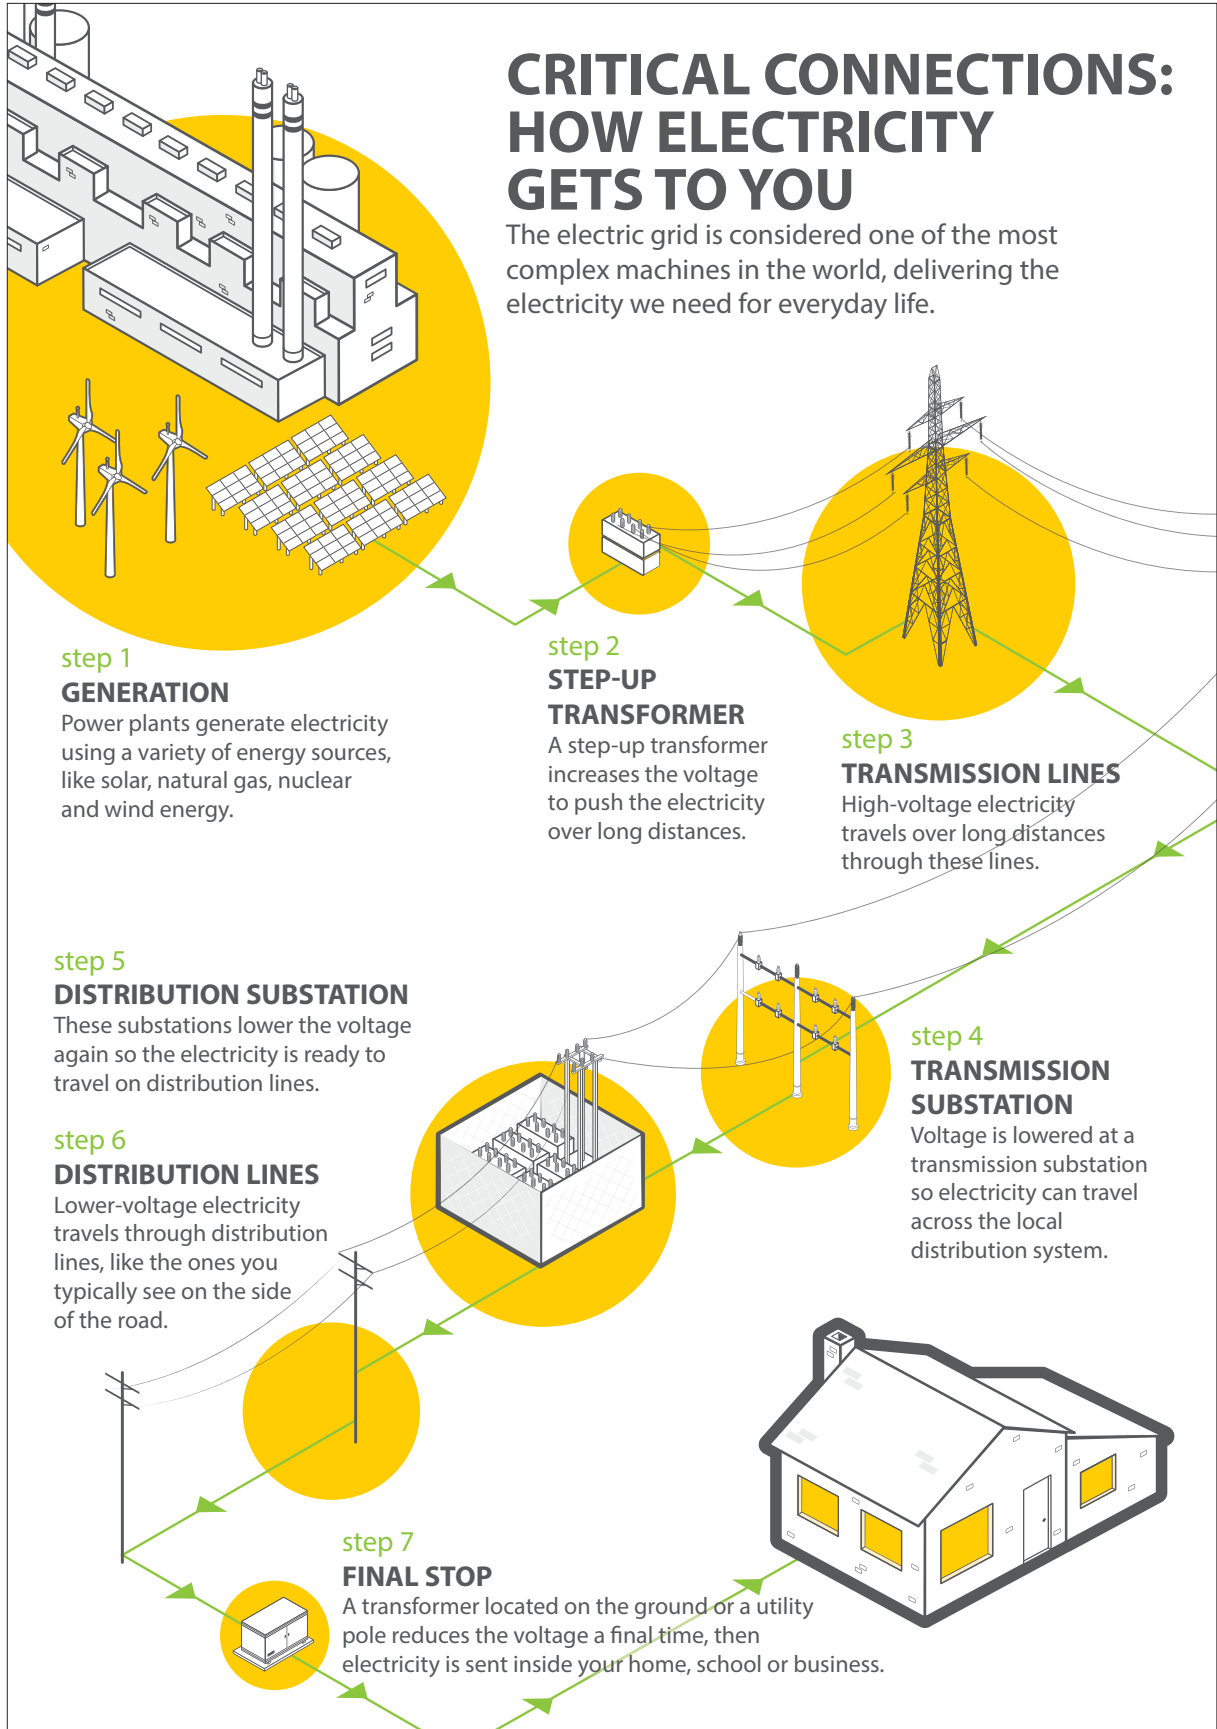 CRITICAL CONNECTIONS:
HOW ELECTRICITY
GETS TO YOU
The electric grid is considered one of the most
complex machines in the world, delivering the
electricity we need for everyday life.
step 1
GENERATION
Power plants generate electricity
using a variety of energy sources,
like solar, natural gas, nuclear
and wind energy.
step 2
STEP-UP
TRANSFORMER
A step-up transformer
increases the voltage
to push the electricity
over long distances.
step 3
TRANSMISSION LINES
High-voltage electricity
travels over long distances
through these lines.
step 4
TRANSMISSION
SUBSTATION
Voltage is lowered at a
transmission substation
so electricity can travel
across the local
distribution system.
step 5
DISTRIBUTION SUBSTATION
These substations lower the voltage
again so the electricity is ready to
travel on distribution lines.
step 6
DISTRIBUTION LINES
Lower-voltage electricity
travels through distribution
lines, like the ones you
typically see on the side
of the road.
step 7
FINAL STOP
A transformer located on the ground or a utility
pole reduces the voltage a final time, then
electricity is sent inside your home, school or business.